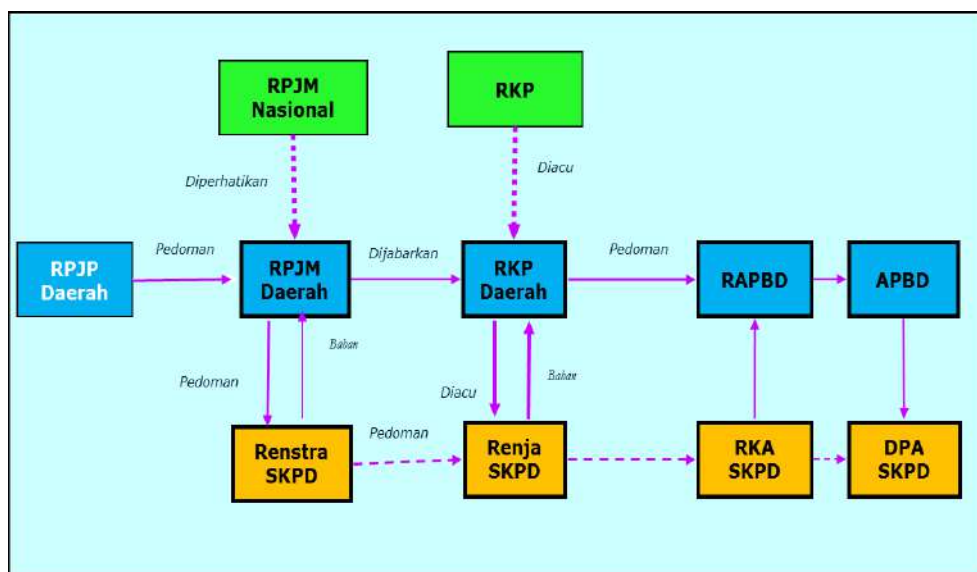 RPJM
Nasional
RKP
Diperhatikan
Diacu
RPJP
Daerah
Pedoman
RPJM
Daerah
Dijabarkan
RKP
Daerah
Pedoman
RAPBD
APBD
Pedoman
Bahan
Diacu
Bahan
Renstra
SKPD
Pedoman
Renja
SKPD
RKA
SKPD
DPA
SKPD